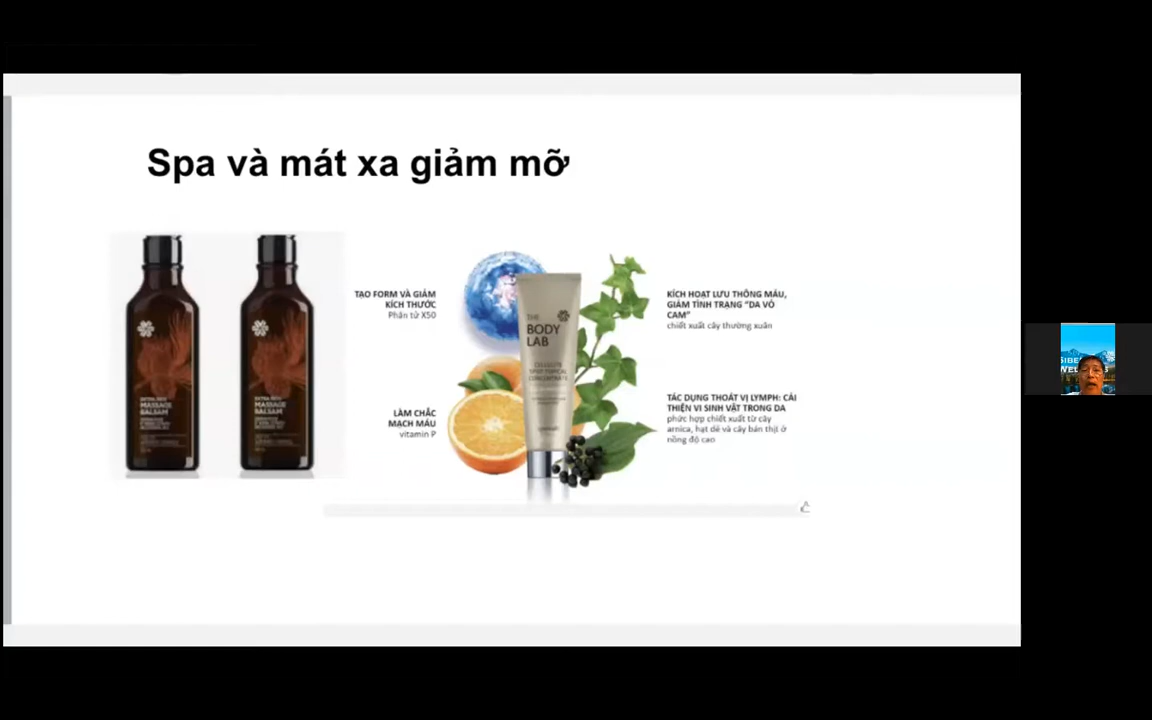 Spa và mát xa giảm mỡ
TẠO FORM VÀ GIẢM
KÍCH THƯỚC
Phân tử X50
LÀM CHẮC
MẠCH MÁU
vitamin P
THE
BODY
LAB
CELLULITE
CONCENTRATE
KÍCH HOẠT LƯU THÔNG MÁU,
GIẢM TÌNH TRẠNG "DA VỎ
CAM"
chiết xuất cây thường xuân
TÁC DỤNG THOÁT VỊ LYMPH: CẢI
THIỆN VI SINH VẬT TRONG DA
phức hợp chiết xuất từ cây
arnica, hạt dẻ và cây bán thịt ở
nồng độ cao
MASSAGE
BALSAM
MASSAGE
BALSAM